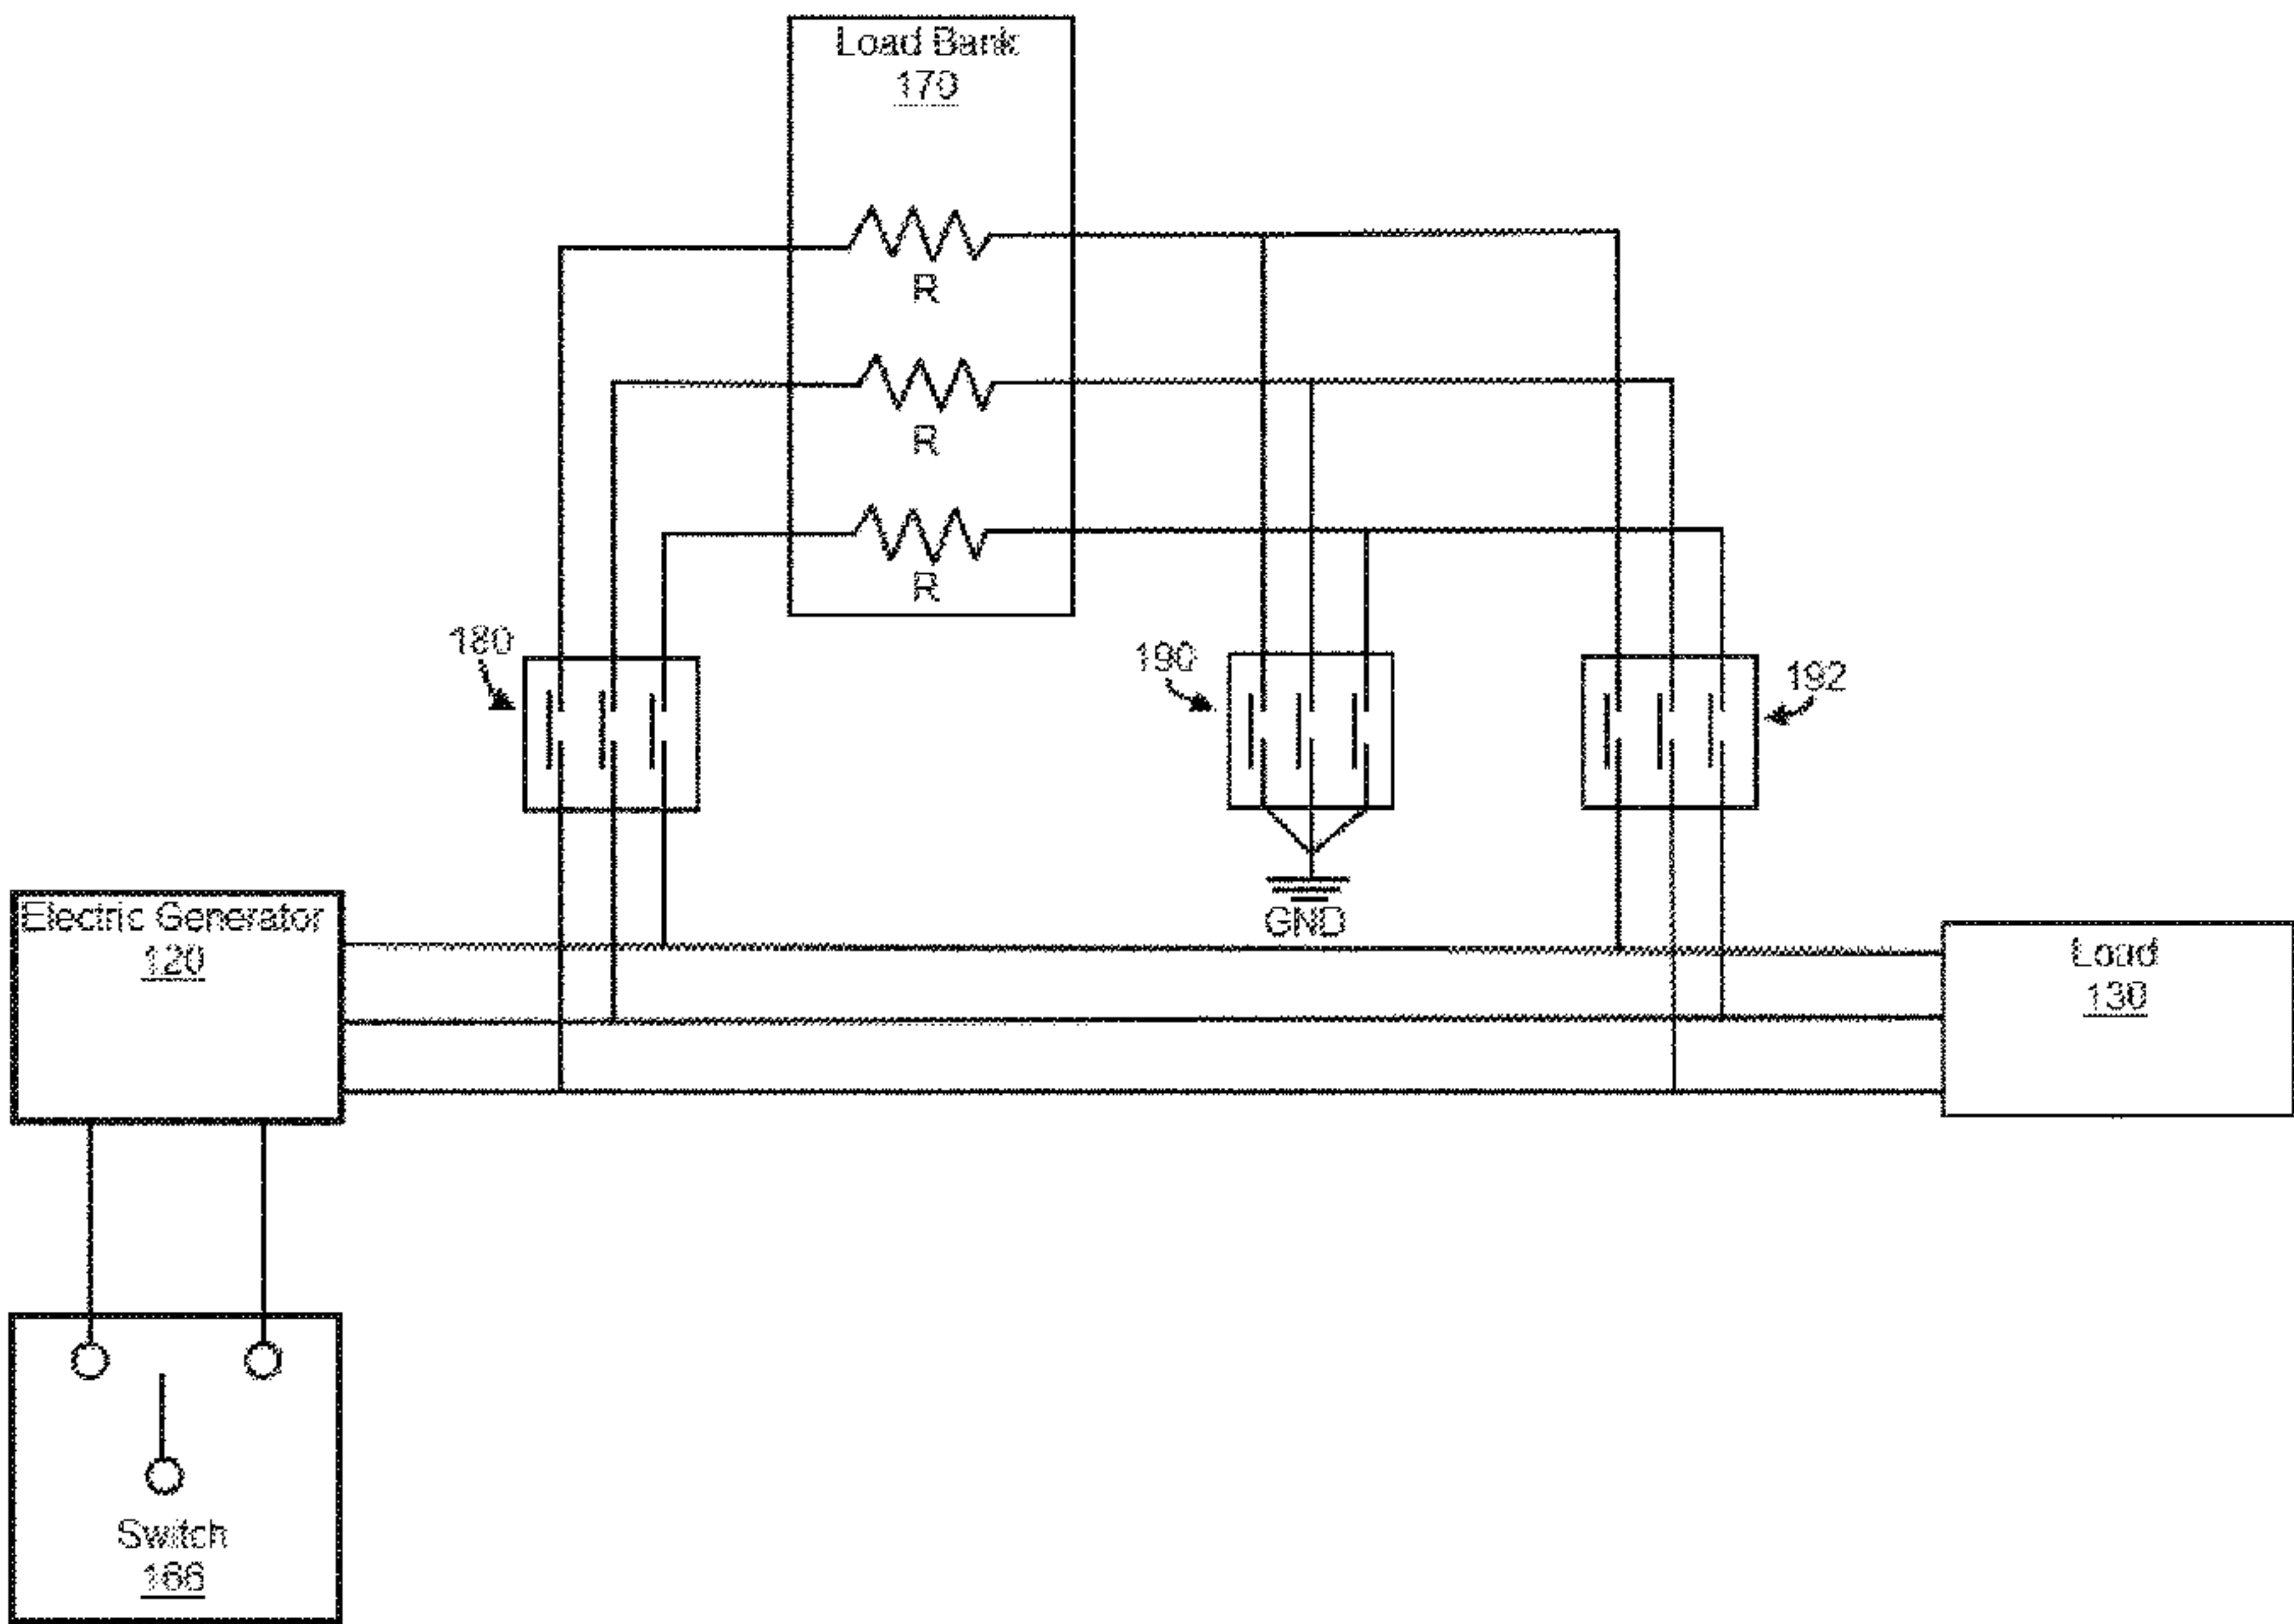 Load Bank
170
R
R
R
180
190
192
GND
Electric Generator
120
Load
130
Switch
166